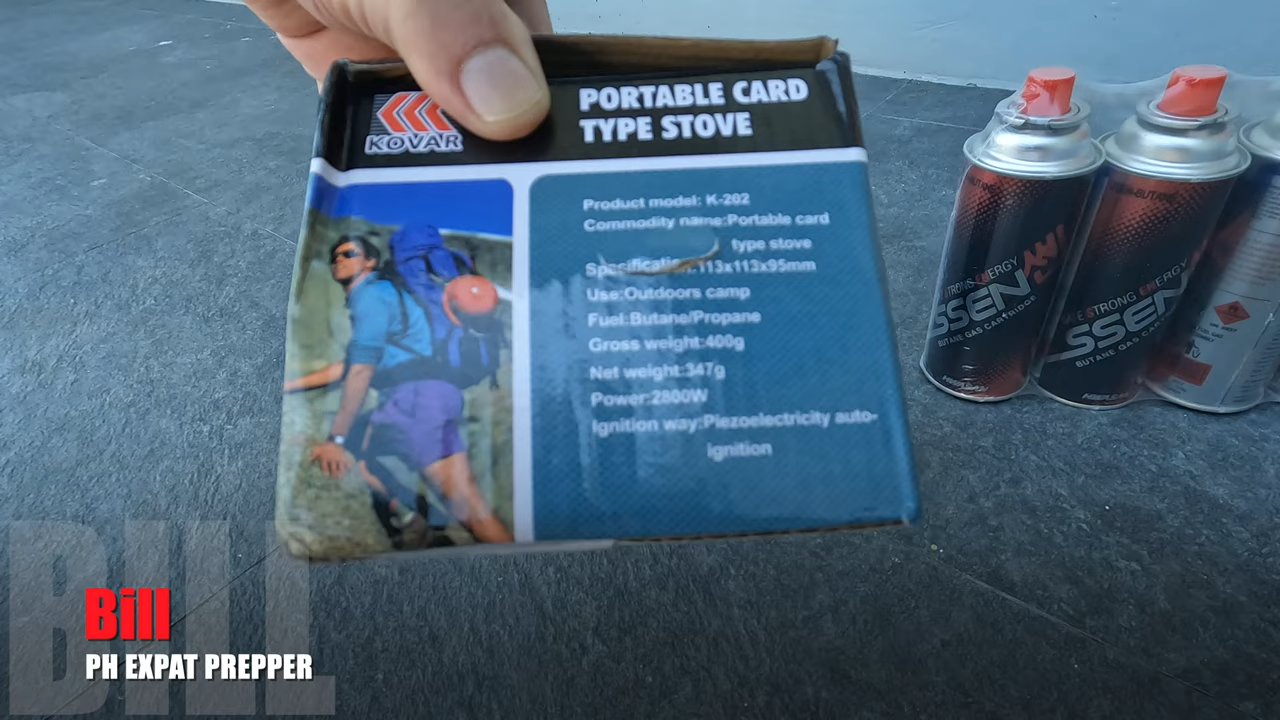 KOVAR
PORTABLE CARD
TYPE STOVE
Product model: K-202
Commodity name:Portable card
type stove
Specification:113x113x95mm
Use:Outdoors camp
Fuel:Butane/Propane
Gross weight:400g
Net weight:347g
Power:2800W
Ignition way:Piezoelectricity auto-
ignition
STRONG ENERGY
SSEN
BUTANE GAS CARTRIDGE
STRONG ENERGY
SSEN
BUTANE GAS
BILL
Bill
PH EXPAT PREPPER